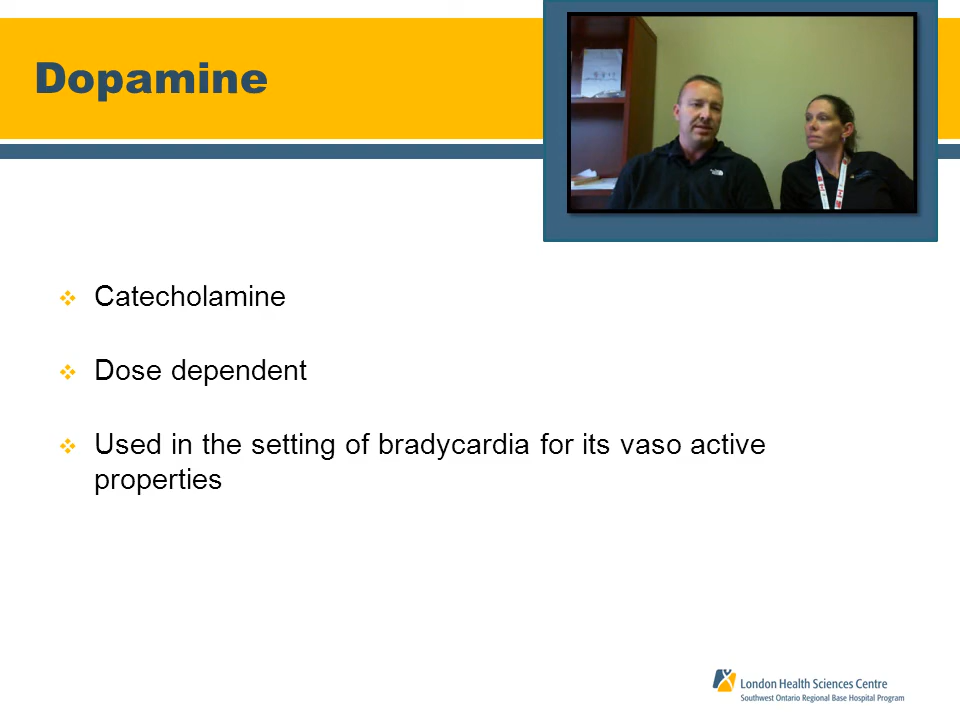 Dopamine
Catecholamine
Dose dependent
Used in the setting of bradycardia for its vaso active
properties
London Health Sciences Centre
Southwest Ontario Regional Base Hospital Program